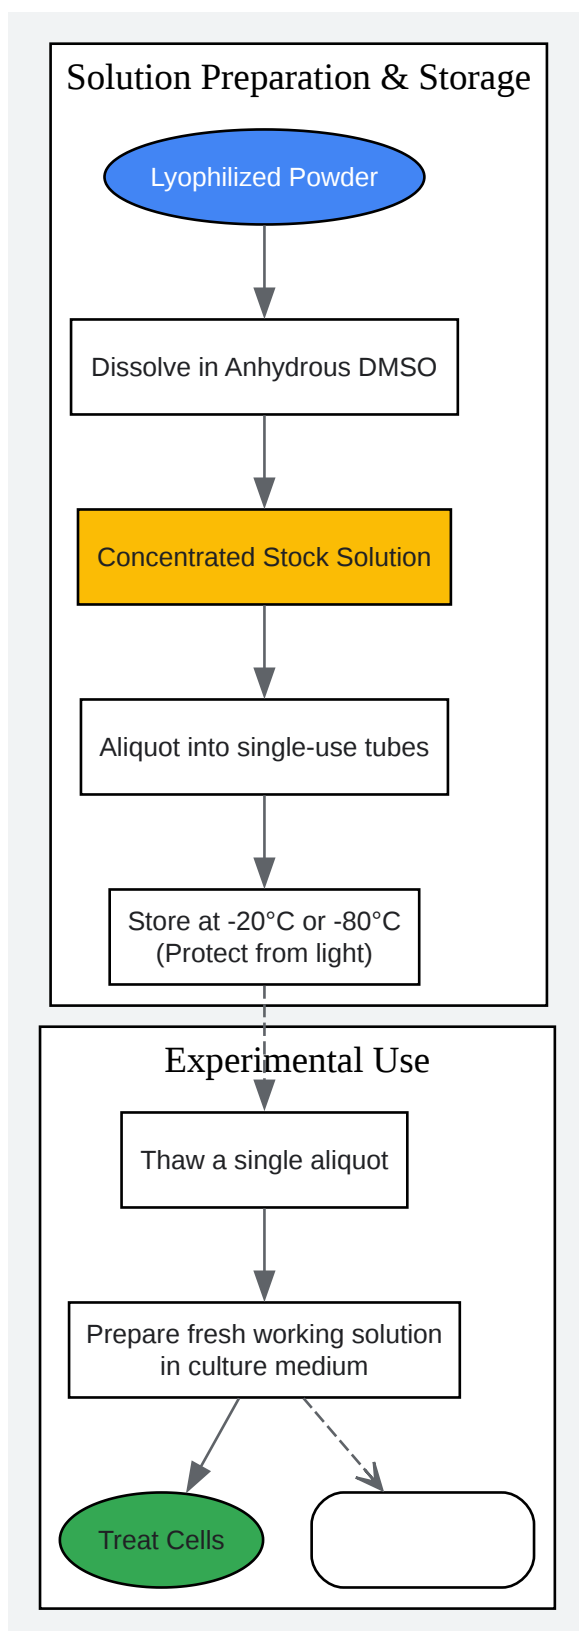 Solution Preparation & Storage
Lyophilized Powder
Dissolve in Anhydrous DMSO
Concentrated Stock Solution
Aliquot into single-use tubes
Store at -20°C or -80°C
(Protect from light)
Experimental Use
Thaw a single aliquot
Prepare fresh working solution
in culture medium
Treat Cells